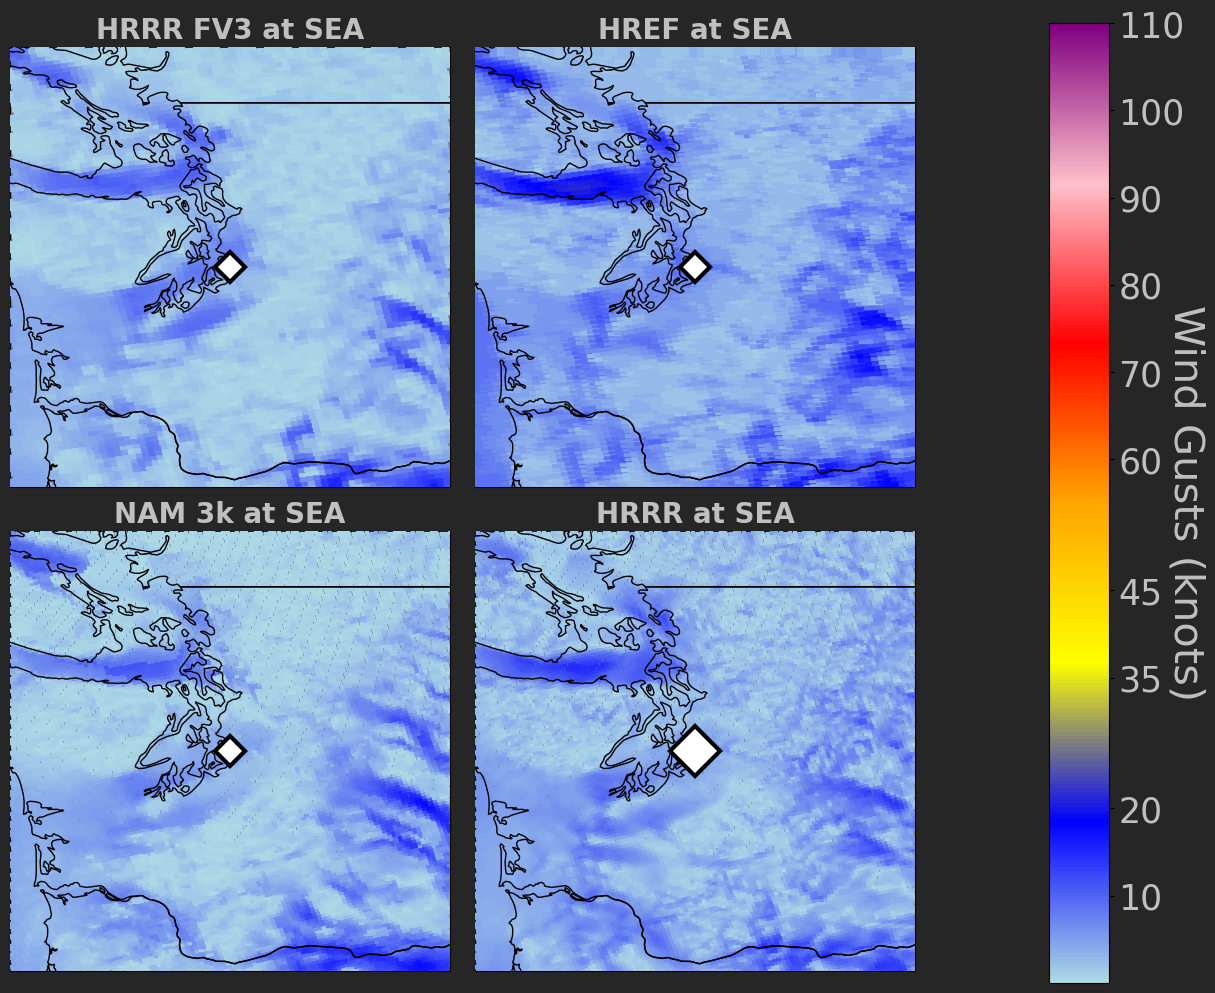 HRRR FV3 at SEA
HREF at SEA
NAM 3k at SEA
HRRR at SEA
110
100
90
80
70
60
45
35
20
10
Wind Gusts (knots)